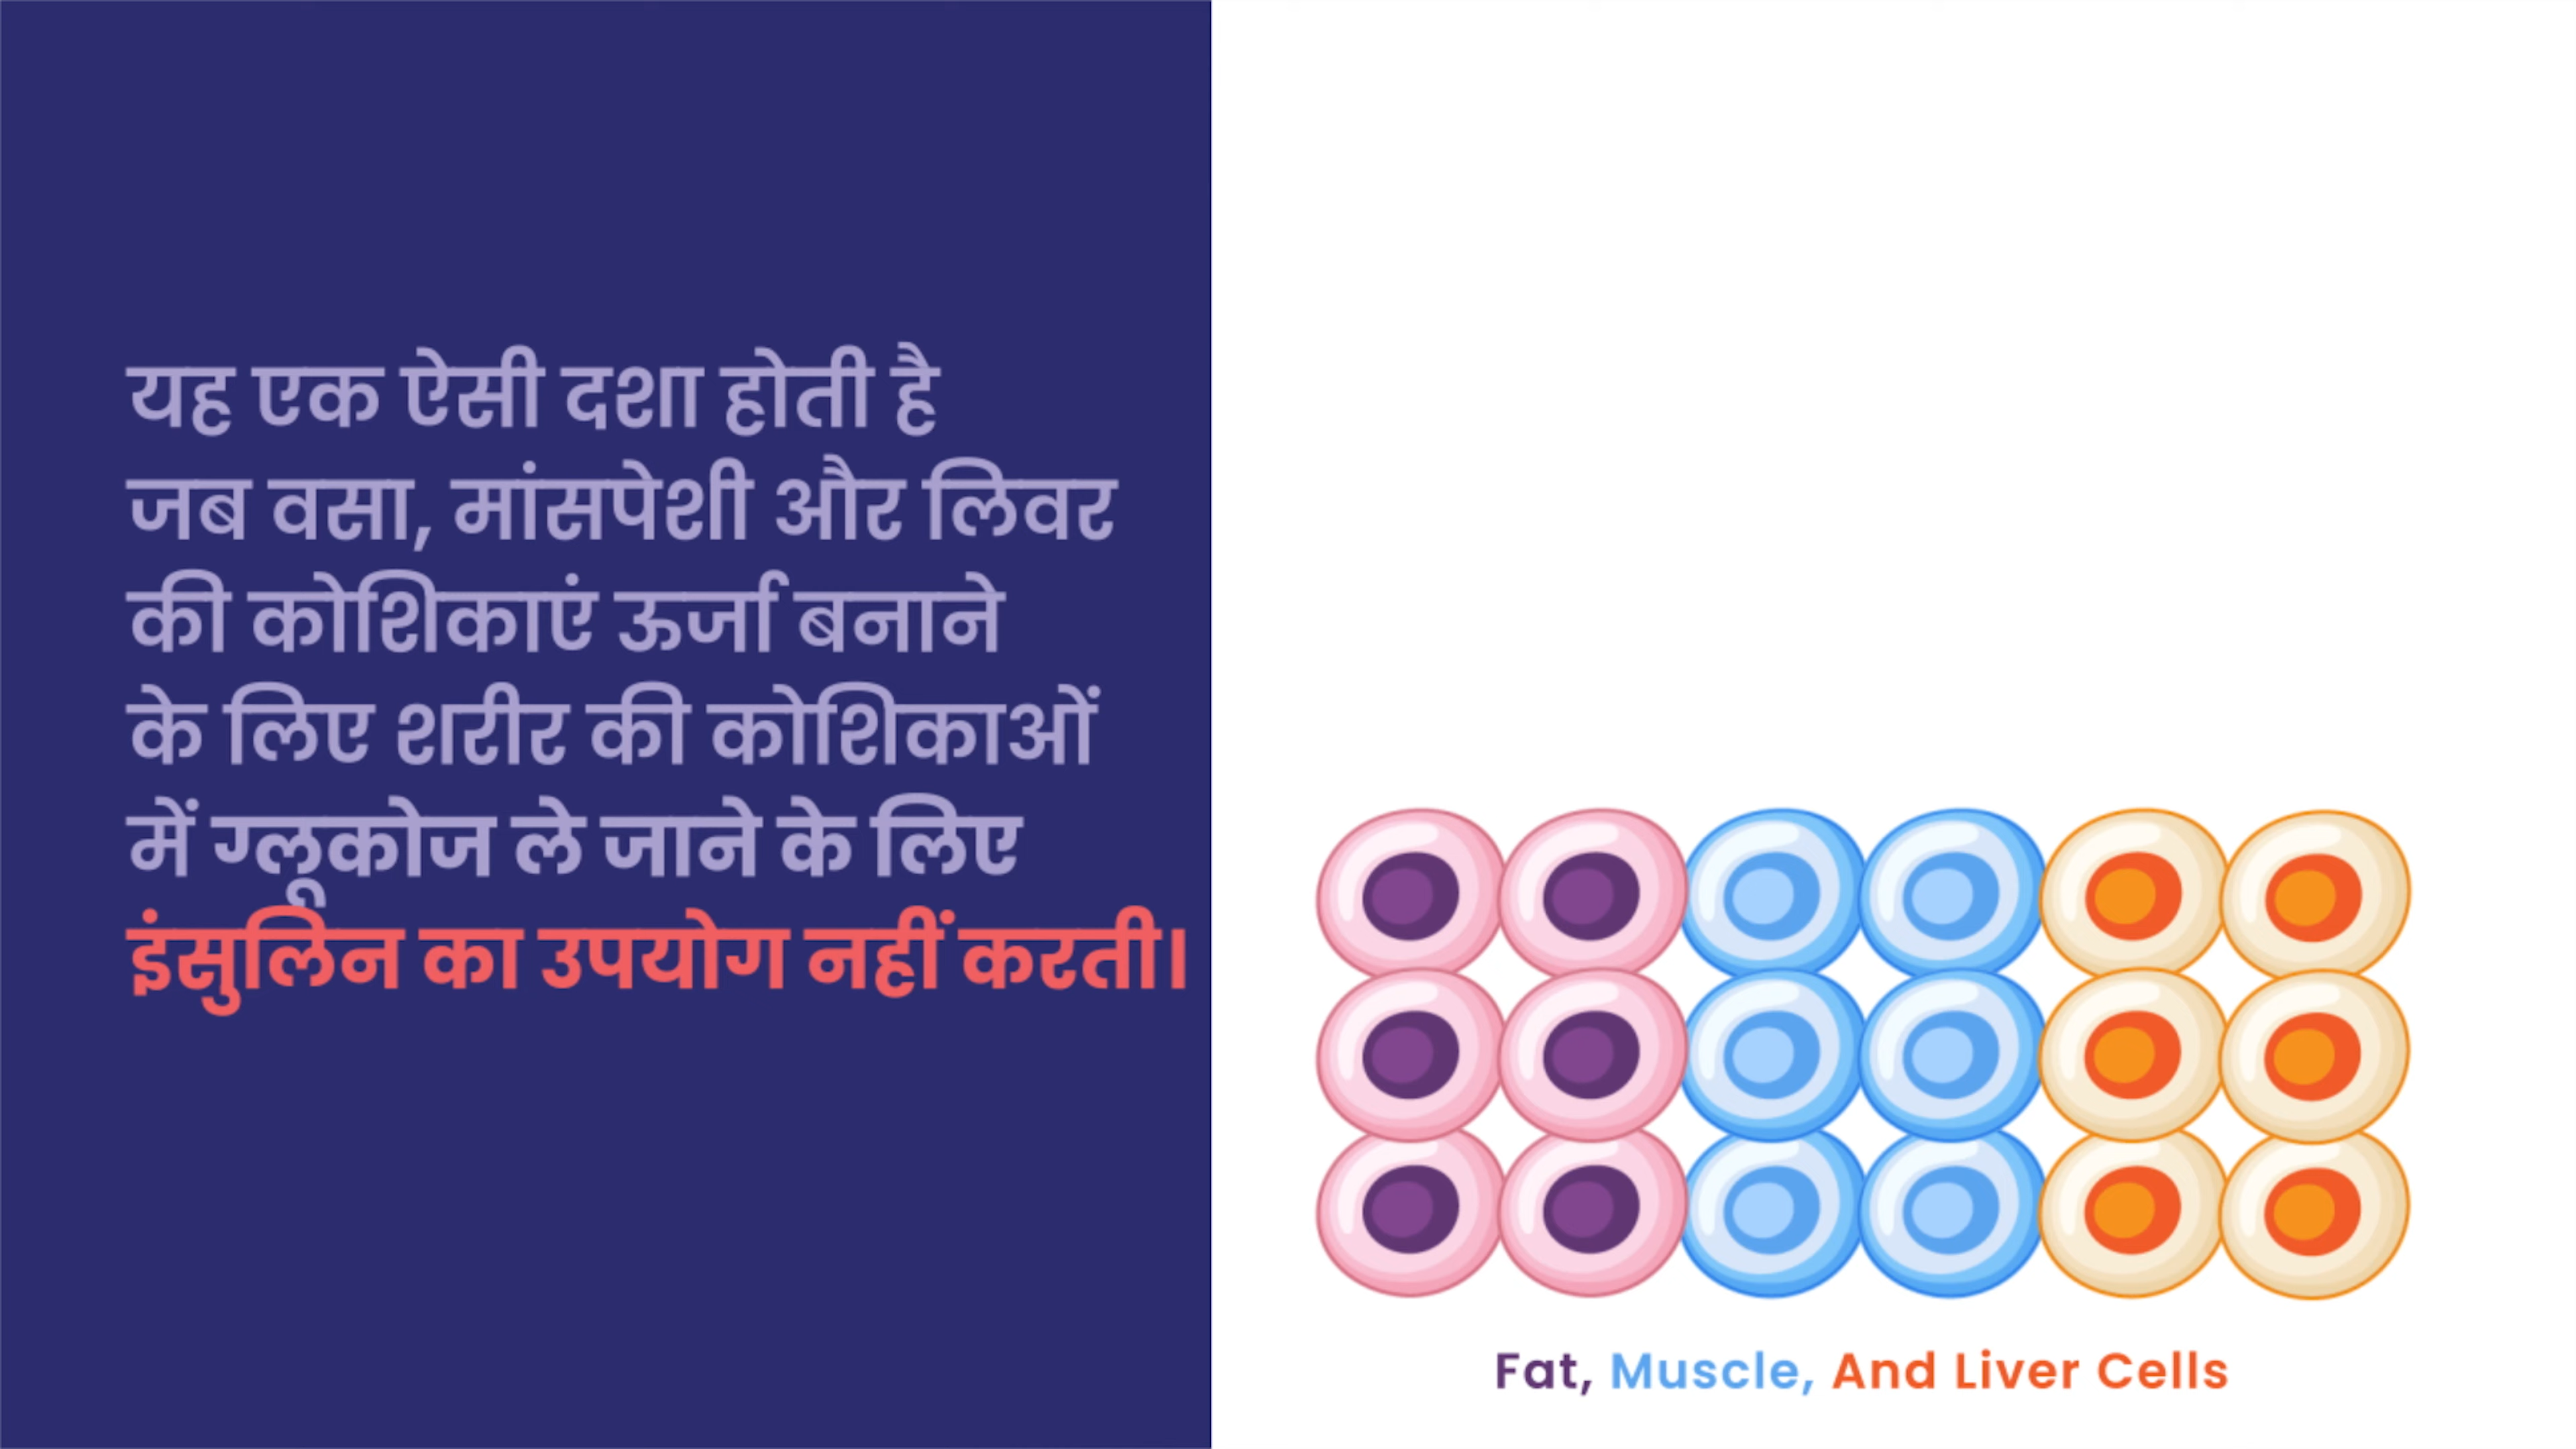 यह एक ऐसी दशा होती है
जब वसा, मांसपेशी और लिवर
की कोशिकाएं ऊर्जा बनाने
के लिए शरीर की कोशिकाओं
में ग्लूकोज ले जाने के लिए
इंसुलिन का उपयोग नहीं करती।
Fat, Muscle, And Liver Cells